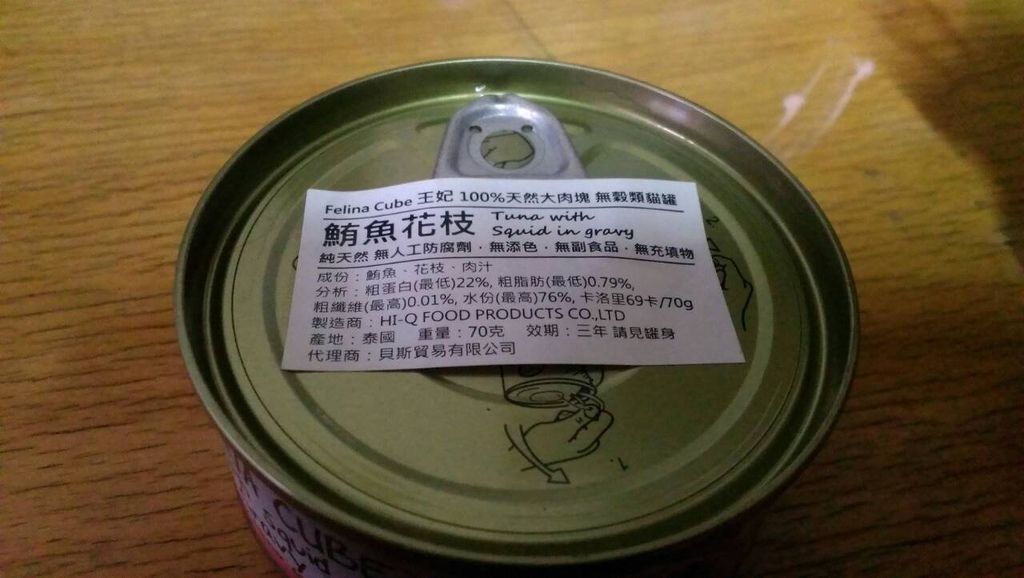 Felina Cube 王妃 100%天然大肉塊 無穀類貓罐
鮪魚花枝 Tuna with
Squid in gravy
純天然 無人工防腐劑．無添色．無副食品．無充填物
成份：鮪魚、花枝、肉汁
分析：粗蛋白(最低)22%, 粗脂肪(最低)0.79%,
粗纖維(最高)0.01%, 水份(最高)76%, 卡洛里69卡/70g
製造商：HI-Q FOOD PRODUCTS CO.,LTD
產地：泰國 重量：70克 效期：三年 請見罐身
代理商：貝斯貿易有限公司
1.
CUBE